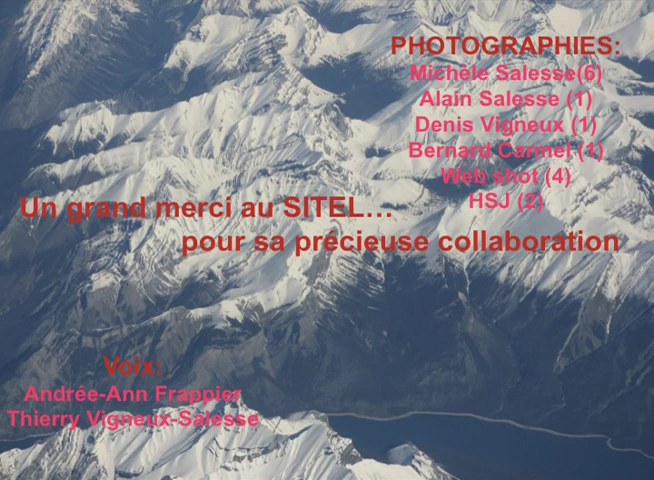 PHOTOGRAPHIES:
Michèle Salesse(6)
Alain Salesse (1)
Denis Vigneux (1)
Bernard Carmel (1)
Web shot (4)
HSJ (2)
Un grand merci au SITEL…
pour sa précieuse collaboration
Voix:
Andrée-Ann Frappier
Thierry Vigneux-Salesse